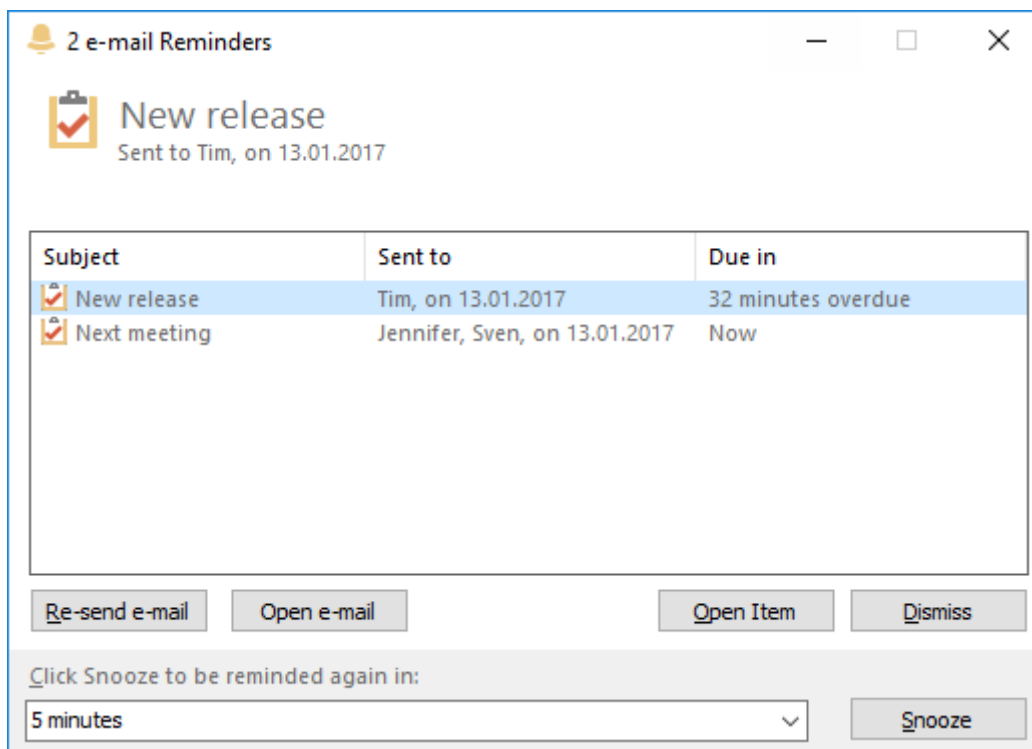 2 e-mail Reminders
New release
Sent to Tim, on 13.01.2017
Subject Sent to Due in
New release Tim, on 13.01.2017 32 minutes overdue
Next meeting Jennifer, Sven, on 13.01.2017 Now
Re-send e-mail Open e-mail Open Item Dismiss
Click Snooze to be reminded again in:
5 minutes Snooze